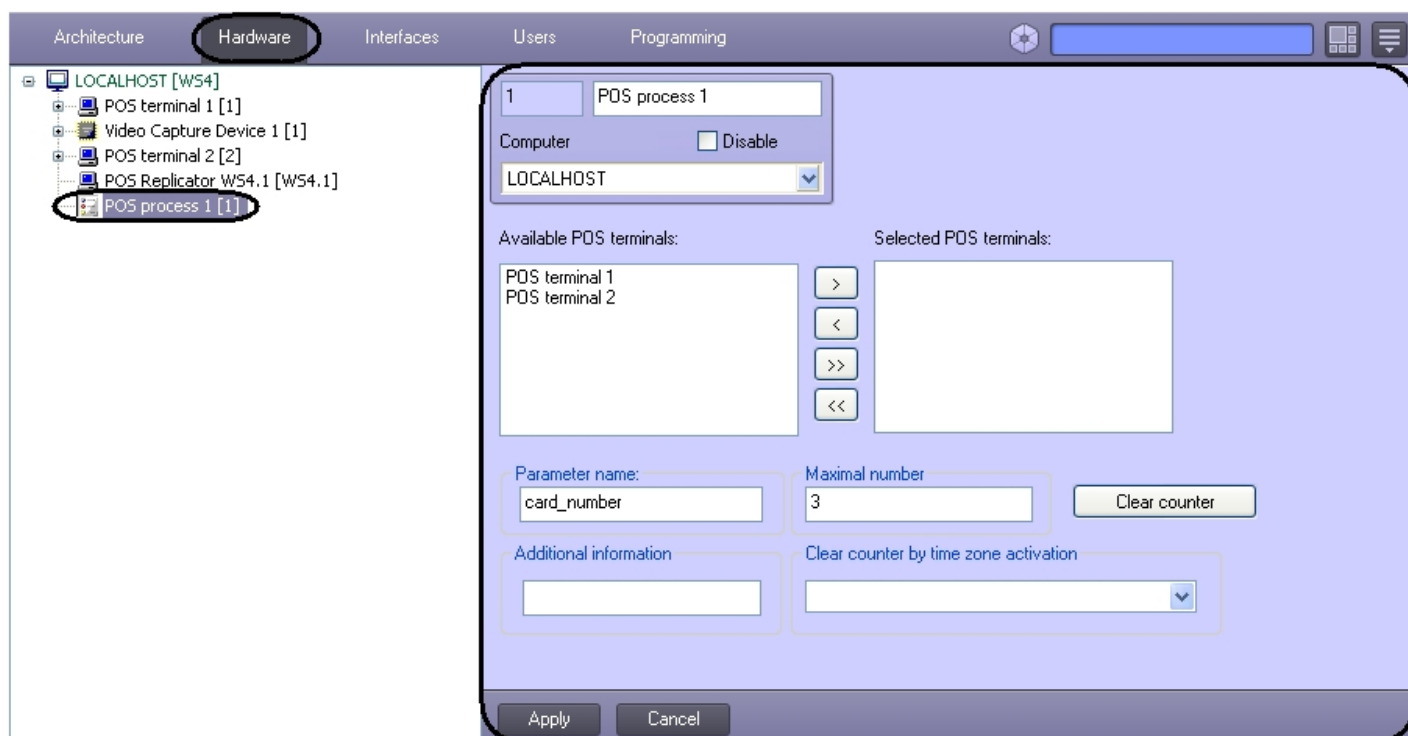 Architecture Hardware Interfaces Users Programming
LOCALHOST [WS4]
POS terminal 1 [1]
Video Capture Device 1 [1]
POS terminal 2 [2]
POS Replicator WS4.1 [WS4.1]
POS process 1 [1]
1 POS process 1
Computer Disable
LOCALHOST
Available POS terminals: Selected POS terminals:
POS terminal 1
POS terminal 2
>
<
>>
<<
Parameter name: Maximal number
card_number 3 Clear counter
Additional information Clear counter by time zone activation
Apply Cancel